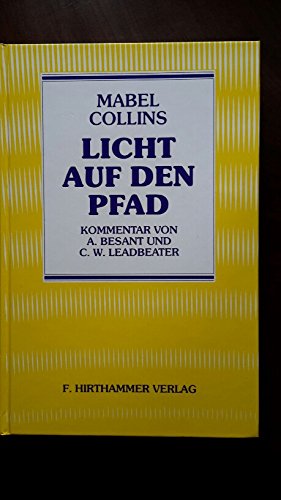 MABEL
COLLINS
LICHT
AUF DEN
PFAD
KOMMENTAR VON
A. BESANT UND
C. W. LEADBEATER
F. HIRTHAMMER VERLAG